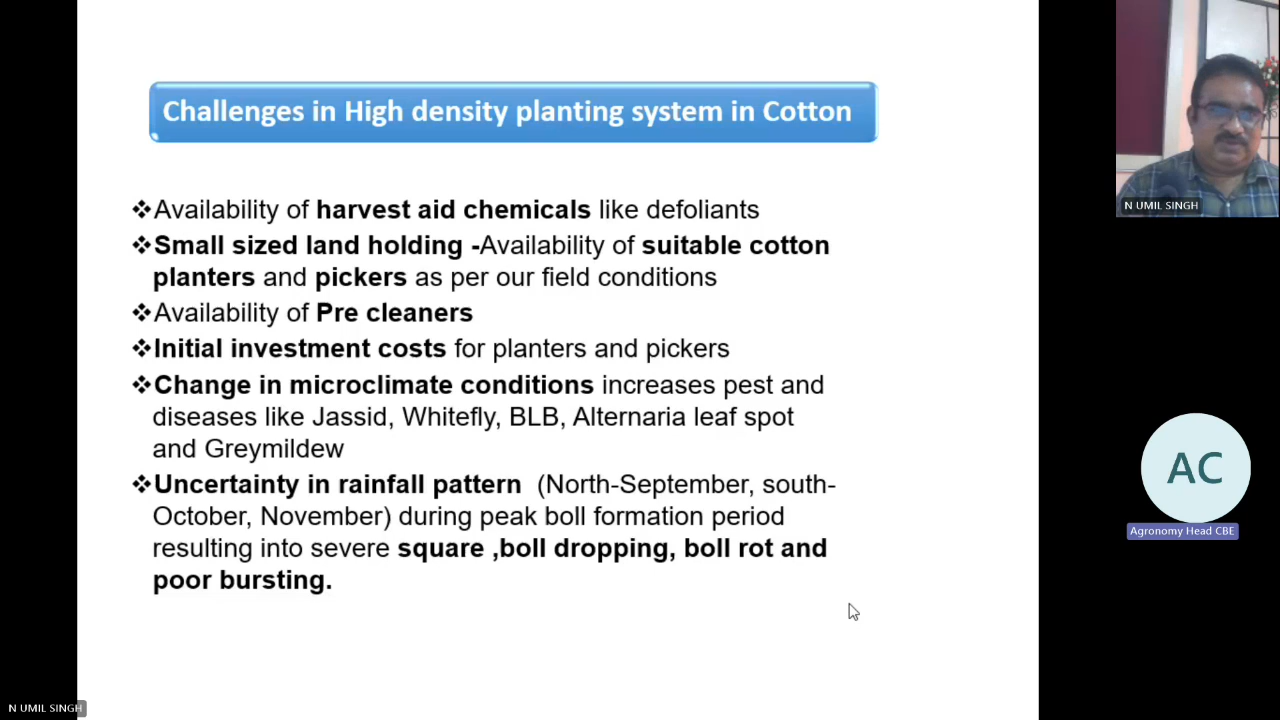 Challenges in High density planting system in Cotton
❖Availability of harvest aid chemicals like defoliants
❖Small sized land holding -Availability of suitable cotton
planters and pickers as per our field conditions
❖Availability of Pre cleaners
❖Initial investment costs for planters and pickers
❖Change in microclimate conditions increases pest and
diseases like Jassid, Whitefly, BLB, Alternaria leaf spot
and Greymildew
❖Uncertainty in rainfall pattern (North-September, south-
October, November) during peak boll formation period
resulting into severe square ,boll dropping, boll rot and
poor bursting.
N UMIL SINGH
AC
Agronomy Head CBE
N UMIL SINGH